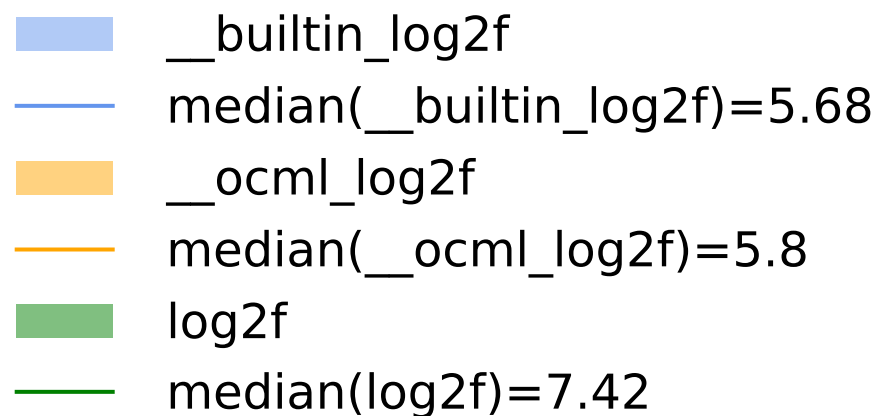 __builtin_log2f
median(__builtin_log2f)=5.68
__ocml_log2f
median(__ocml_log2f)=5.8
log2f
median(log2f)=7.42